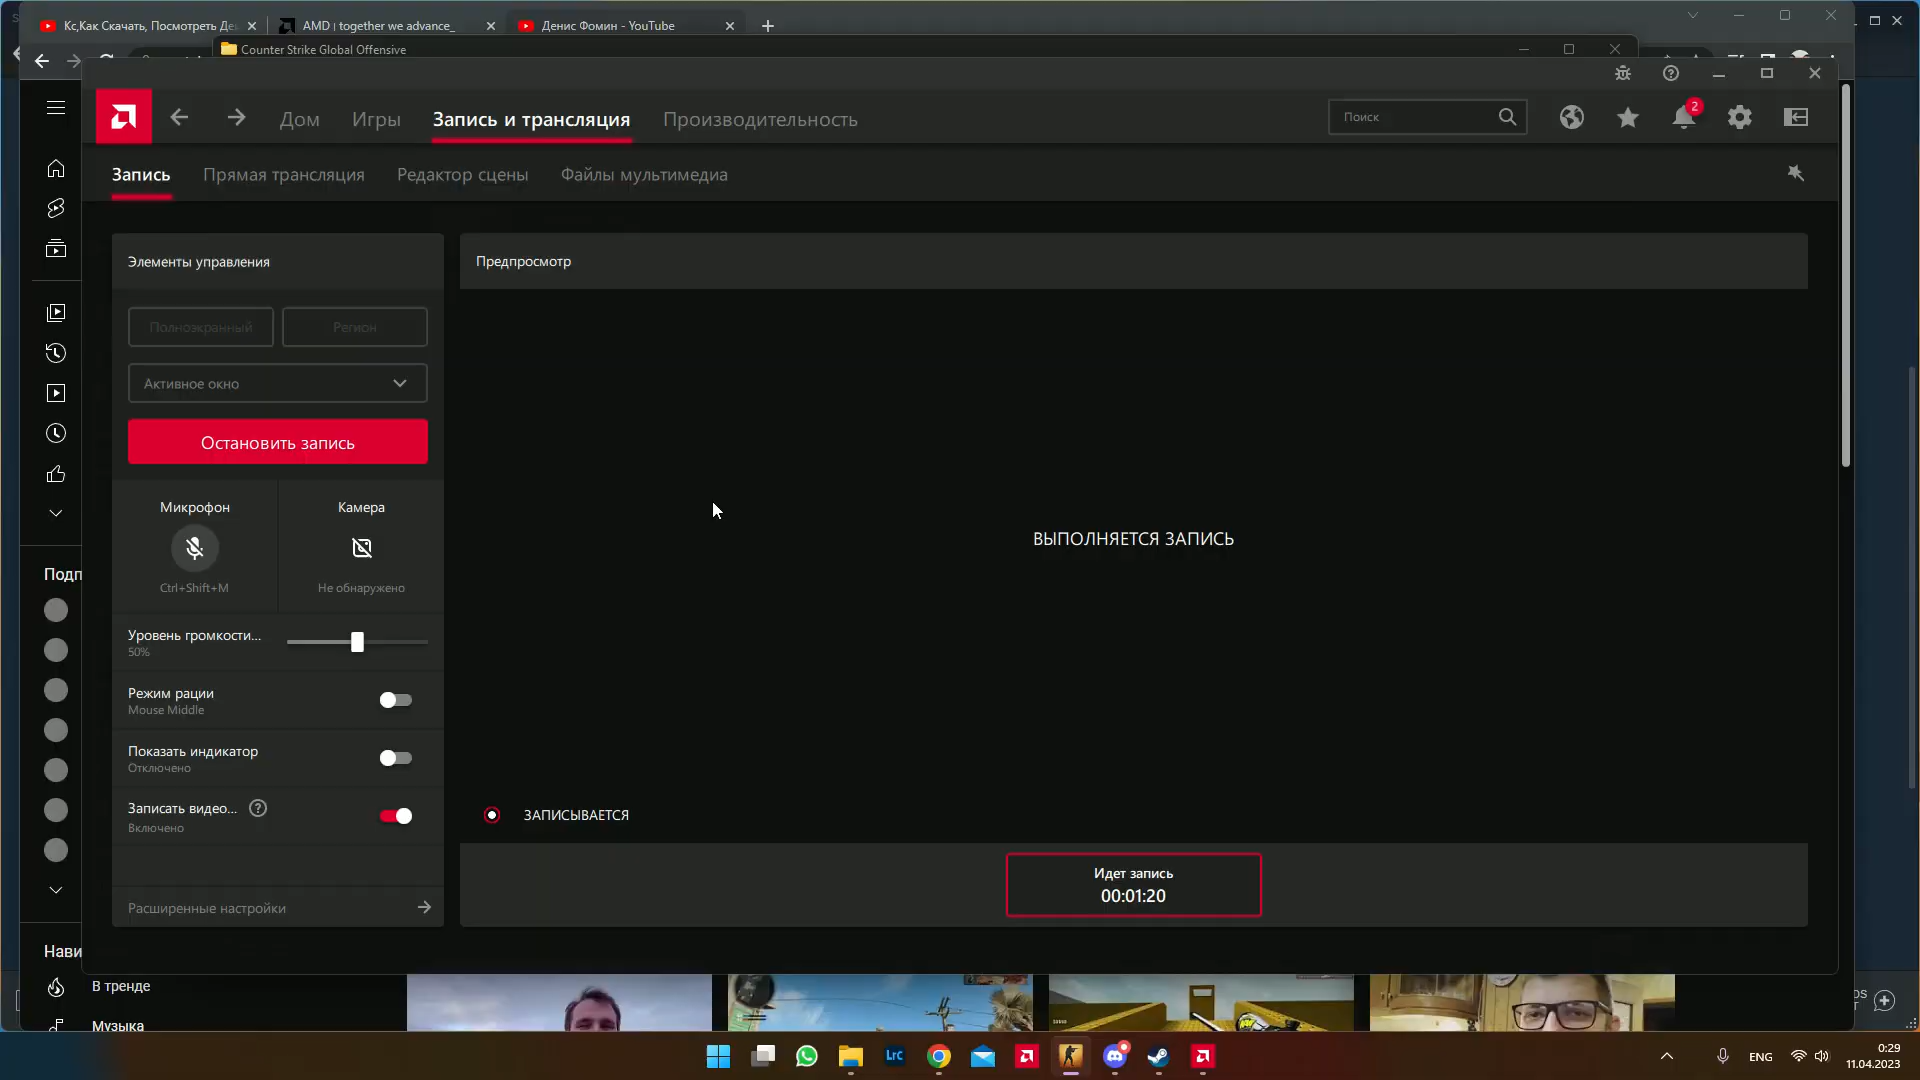 Кс,Как Скачать, Посмотреть Де
AMD | together we advance_
Денис Фомин - YouTube
Counter Strike Global Offensive
Дом
Игры
Запись и трансляция
Производительность
Поиск
2
Запись
Прямая трансляция
Редактор сцены
Файлы мультимедиа
Элементы управления
Предпросмотр
Полноэкранный
Регион
Активное окно
Остановить запись
Микрофон
Камера
Ctrl+Shift+M
Не обнаружено
ВЫПОЛНЯЕТСЯ ЗАПИСЬ
Подп
Уровень громкости...
50%
Режим рации
Mouse Middle
Показать индикатор
Отключено
Записать видео...
Включено
ЗАПИСЫВАЕТСЯ
Идет запись
00:01:20
Расширенные настройки
Нави
В тренде
Музыка
Lrc
ENG
0:29
11.04.2023